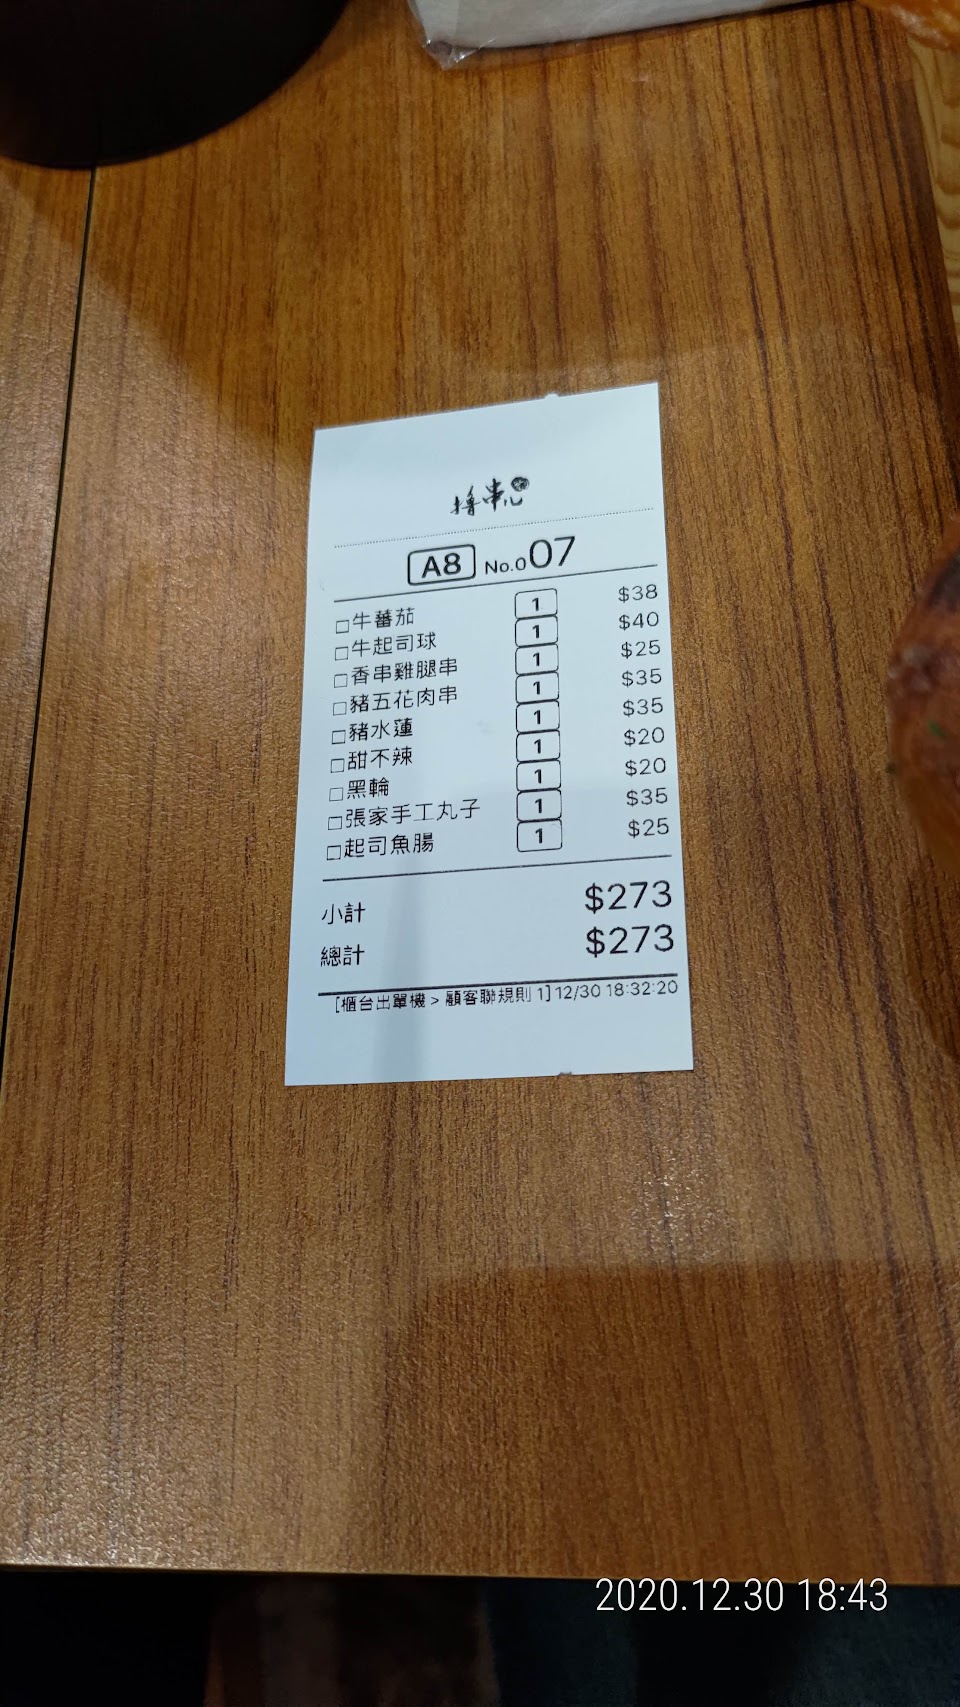 擼串儿
A8 No.007
□牛蕃茄 1 $38
□牛起司球 1 $40
□香串雞腿串 1 $25
□豬五花肉串 1 $35
□豬水蓮 1 $35
□甜不辣 1 $20
□黑輪 1 $20
□張家手工丸子 1 $35
□起司魚腸 1 $25
小計 $273
總計 $273
[櫃台出單機 > 顧客聯規則 1] 12/30 18:32:20
2020.12.30 18:43